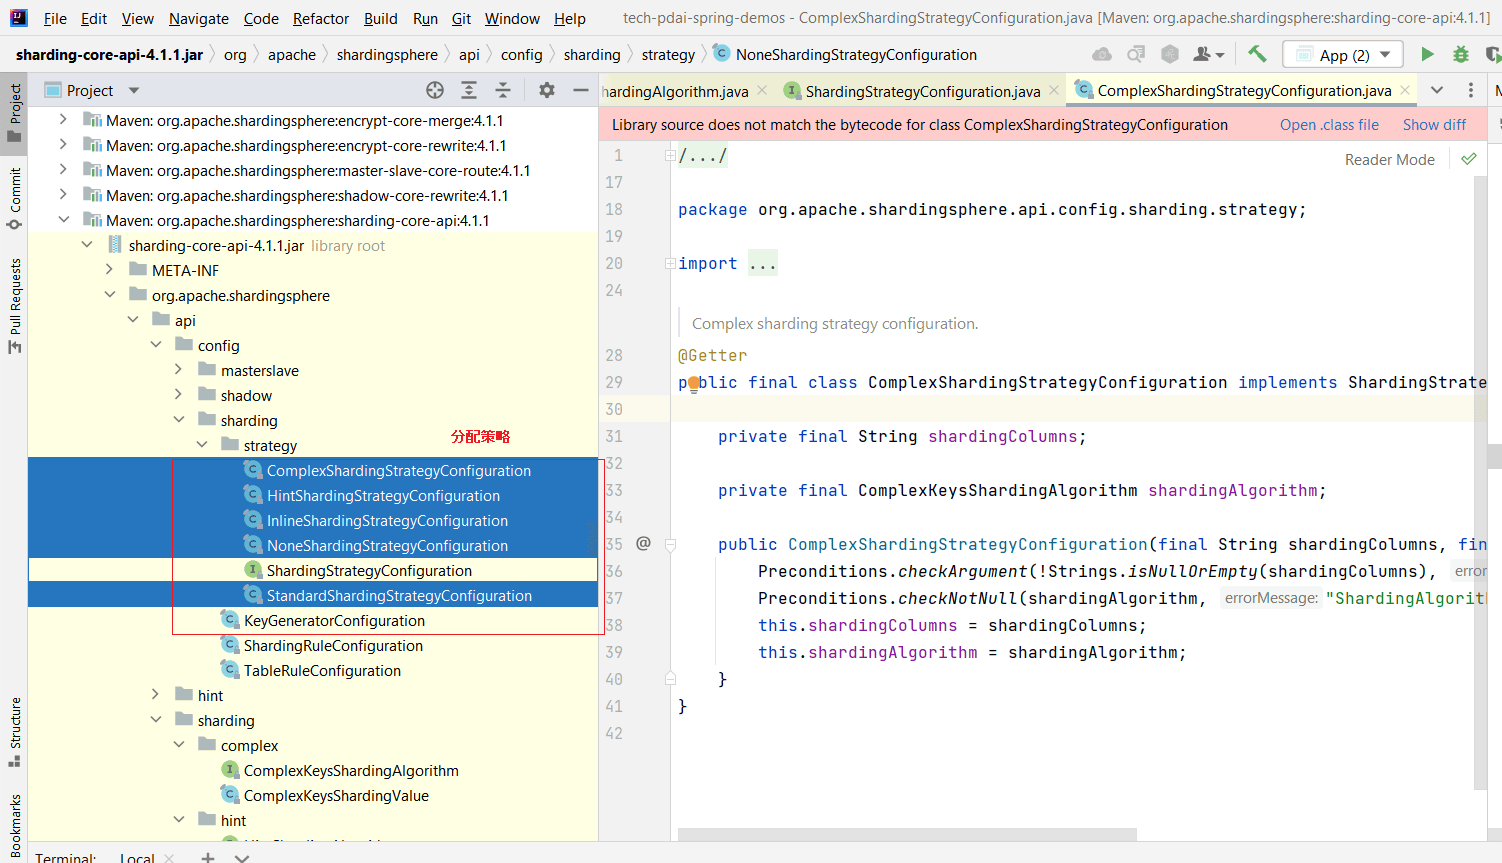 File Edit View Navigate Code Refactor Build Run Git Window Help tech-pdai-spring-demos - ComplexShardingStrategyConfiguration.java [Maven: org.apache.shardingsphere:sharding-core-api:4.1.1]
sharding-core-api-4.1.1.jar org apache shardingsphere api config sharding strategy NoneShardingStrategyConfiguration App (2)
Project
Commit
Pull Requests
Structure
Bookmarks
Project
Maven: org.apache.shardingsphere:encrypt-core-merge:4.1.1
Maven: org.apache.shardingsphere:encrypt-core-rewrite:4.1.1
Maven: org.apache.shardingsphere:master-slave-core-route:4.1.1
Maven: org.apache.shardingsphere:shadow-core-rewrite:4.1.1
Maven: org.apache.shardingsphere:sharding-core-api:4.1.1
sharding-core-api-4.1.1.jar library root
META-INF
org.apache.shardingsphere
api
config
masterslave
shadow
sharding
strategy
分配策略
ComplexShardingStrategyConfiguration
HintShardingStrategyConfiguration
InlineShardingStrategyConfiguration
NoneShardingStrategyConfiguration
ShardingStrategyConfiguration
StandardShardingStrategyConfiguration
KeyGeneratorConfiguration
ShardingRuleConfiguration
TableRuleConfiguration
hint
sharding
complex
ComplexKeysShardingAlgorithm
ComplexKeysShardingValue
hint
hardingAlgorithm.java ShardingStrategyConfiguration.java ComplexShardingStrategyConfiguration.java
Library source does not match the bytecode for class ComplexShardingStrategyConfiguration Open .class file Show diff
Reader Mode
1 /.../
17
18 package org.apache.shardingsphere.api.config.sharding.strategy;
19
20 import ...
24
Complex sharding strategy configuration.
28 @Getter
29 public final class ComplexShardingStrategyConfiguration implements ShardingStrate
30
31 private final String shardingColumns;
32
33 private final ComplexKeysShardingAlgorithm shardingAlgorithm;
34
35 @ public ComplexShardingStrategyConfiguration(final String shardingColumns, fin
36 Preconditions.checkArgument(!Strings.isNullOrEmpty(shardingColumns), error
37 Preconditions.checkNotNull(shardingAlgorithm, errorMessage: "ShardingAlgorit
38 this.shardingColumns = shardingColumns;
39 this.shardingAlgorithm = shardingAlgorithm;
40 }
41 }
42
Terminal: Local